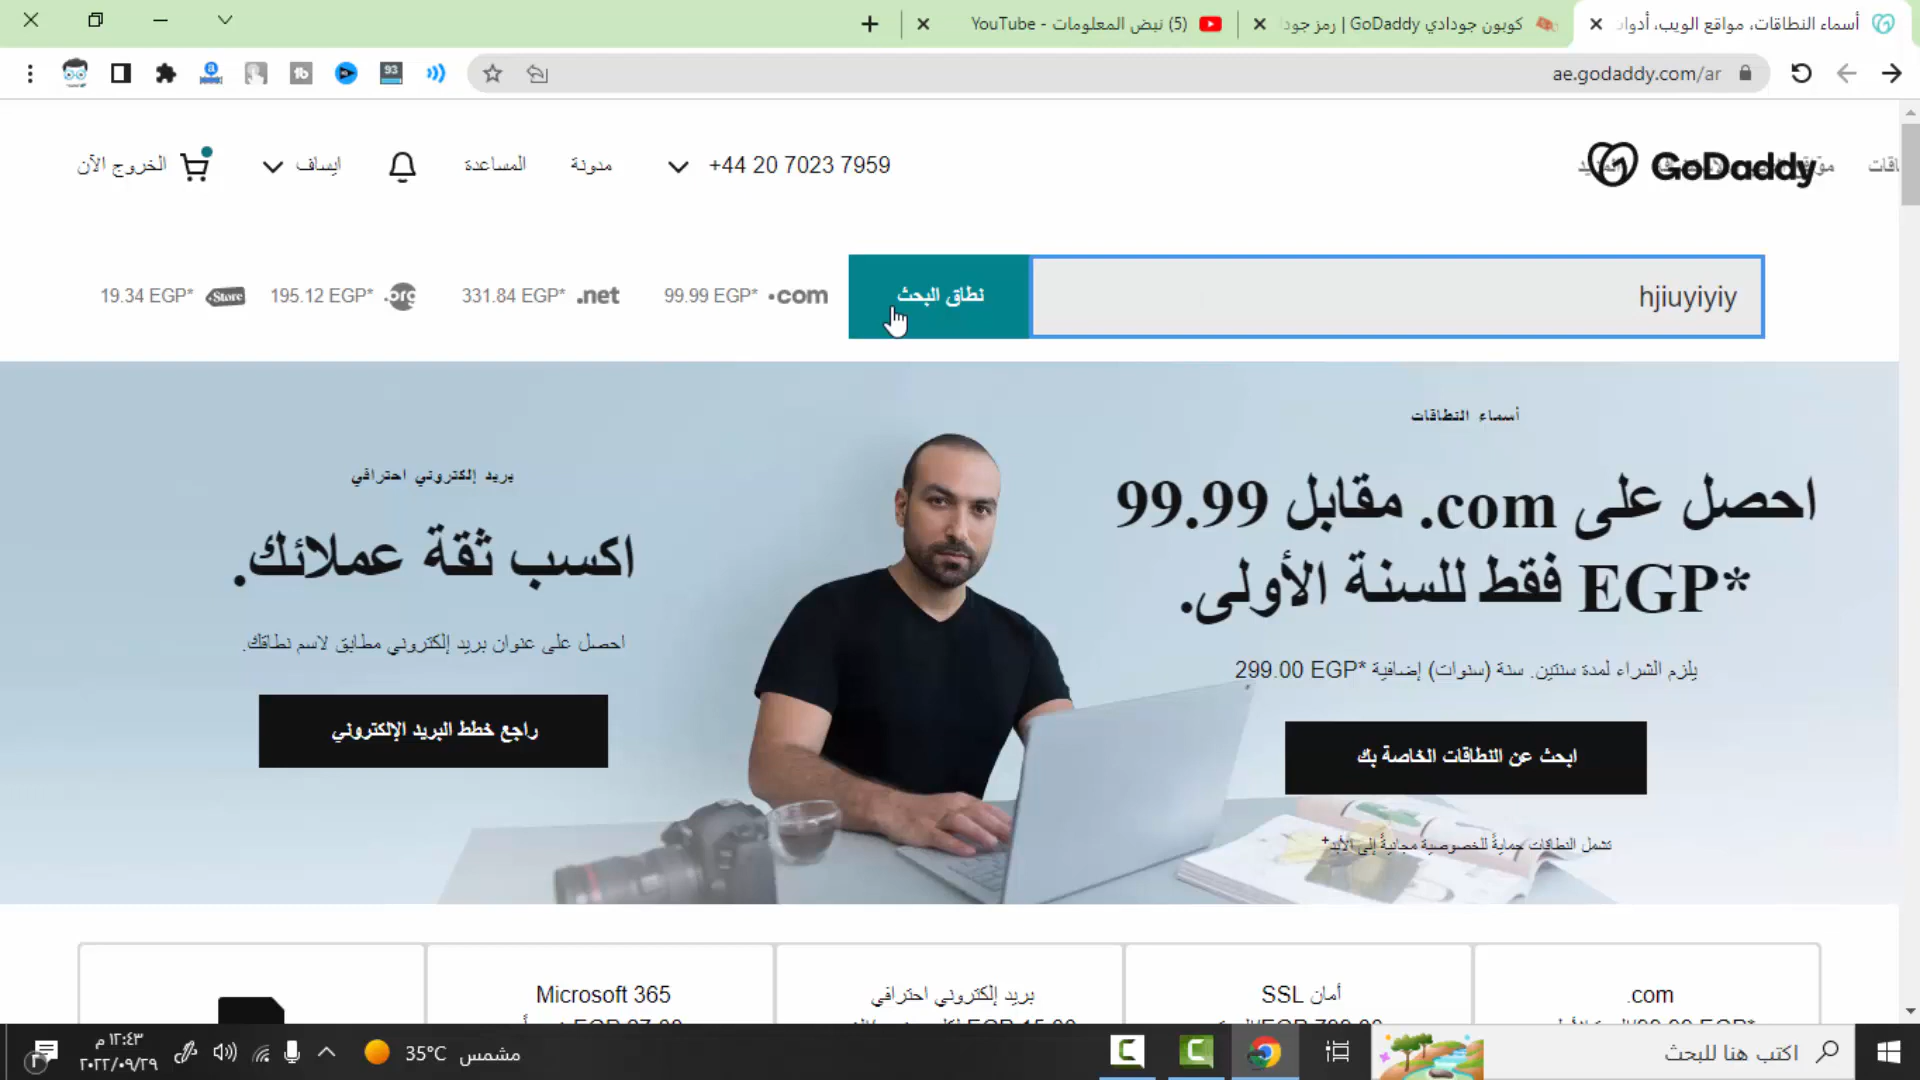 أسماء النطاقات، مواقع الويب، أدوات
كوبون جودادي GoDaddy | رمز جودا
(5) نبض المعلومات - YouTube
ae.godaddy.com/ar
93
GoDaddy
+44 20 7023 7959
مدونة
المساعدة
ايساف
الخروج الآن
hjiuyiyiy
نطاق البحث
.com 99.99 EGP*
.net 331.84 EGP*
.org 195.12 EGP*
.Store 19.34 EGP*
أسماء النطاقات
احصل على com. مقابل 99.99
EGP* فقط للسنة الأولى.
يلزم الشراء لمدة سنتين. سنة (سنوات) إضافية 299.00 EGP*
ابحث عن النطاقات الخاصة بك
تشمل النطاقات حمايةً للخصوصية مجانيةً إلى الأبد+
بريد إلكتروني احترافي
اكسب ثقة عملائك.
احصل على عنوان بريد إلكتروني مطابق لاسم نطاقك.
راجع خطط البريد الإلكتروني
.com
أمان SSL
بريد إلكتروني احترافي
Microsoft 365
اكتب هنا للبحث
35°C مشمس
١٢:٤٣ م
٢٠٢٢/٠٩/٢٩